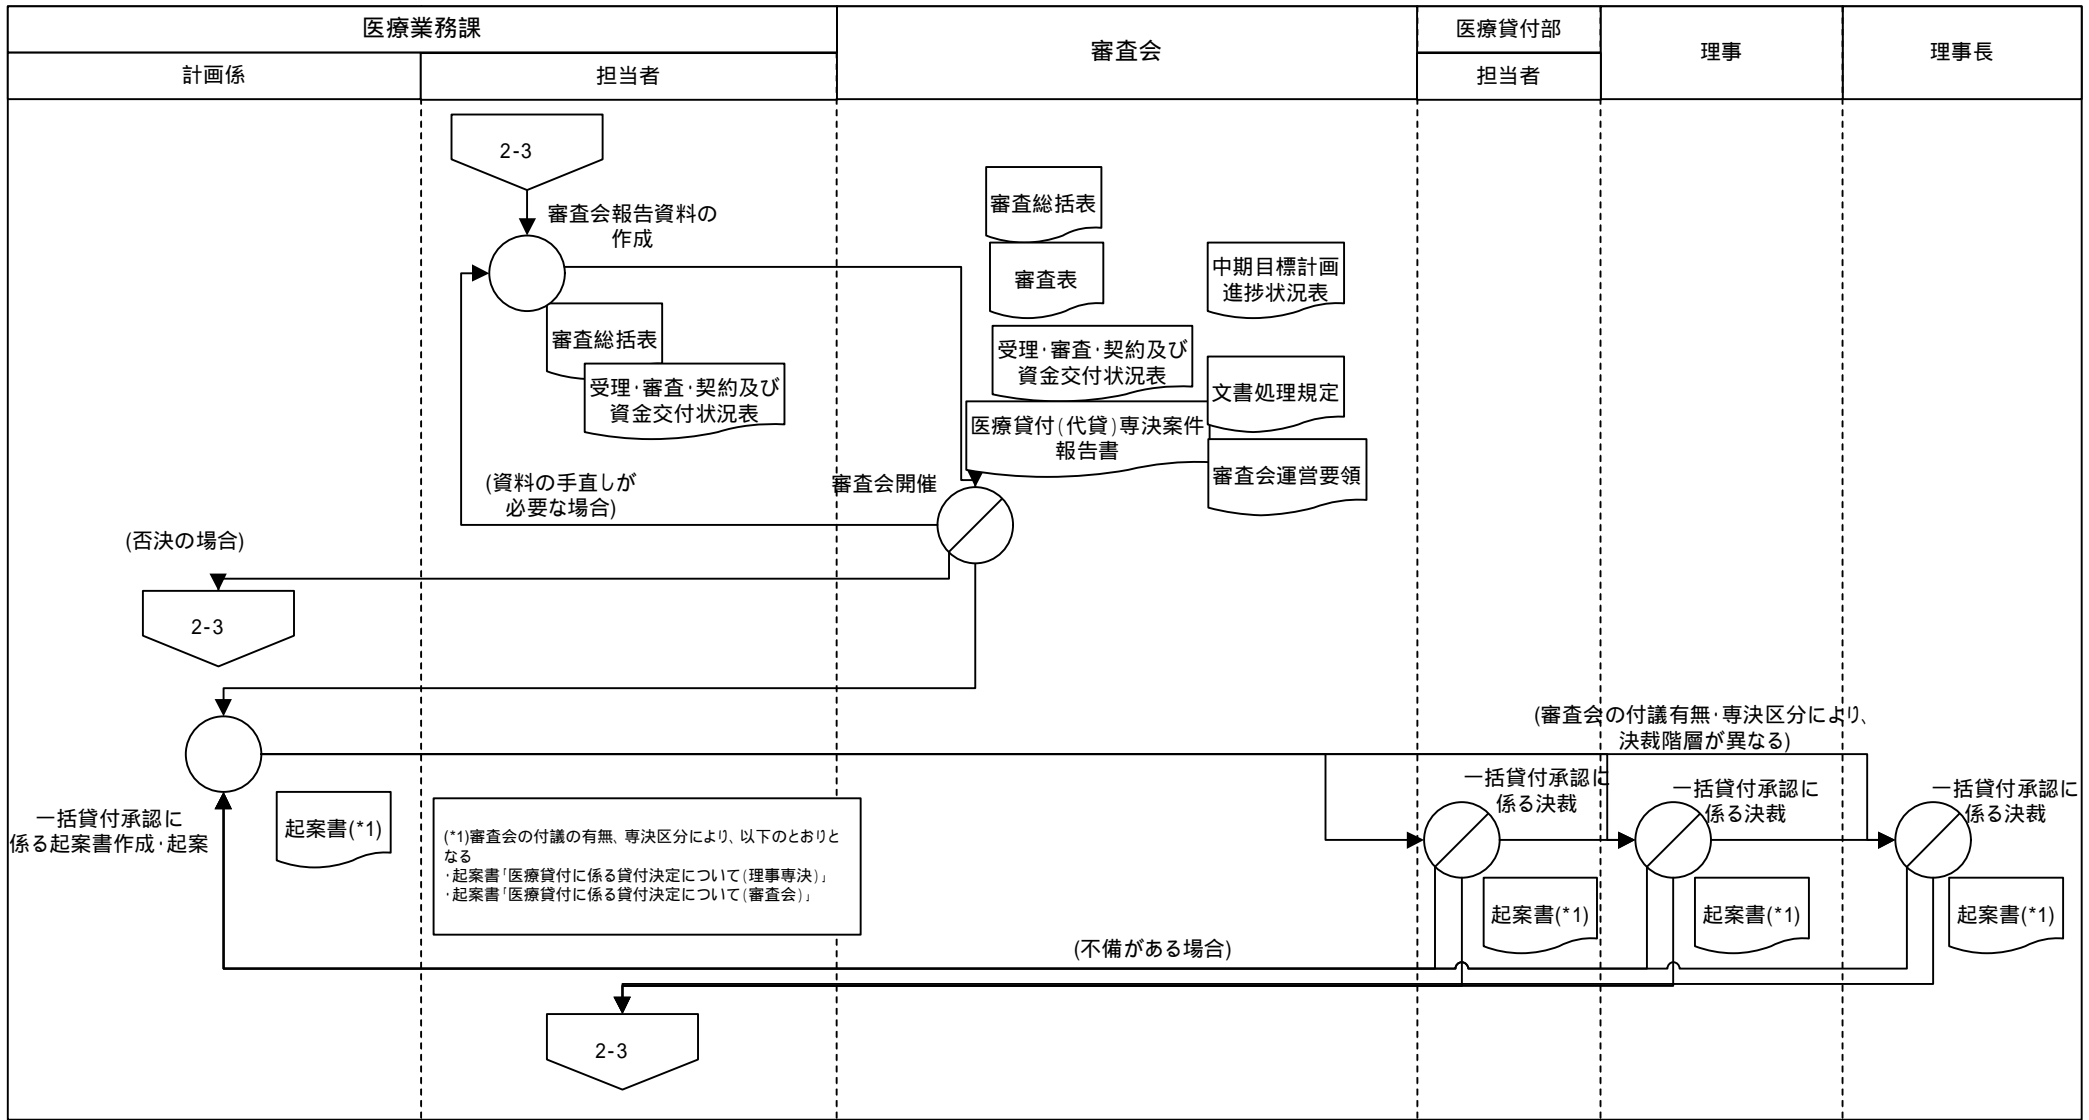 医療業務課
審査会
医療貸付部
理事
理事長
計画係
担当者
担当者
2-3
審査会報告資料の
作成
審査総括表
受理･審査･契約及び
資金交付状況表
審査総括表
審査表
中期目標計画
進捗状況表
受理･審査･契約及び
資金交付状況表
文書処理規定
医療貸付(代貸)専決案件
報告書
審査会運営要領
(資料の手直しが
必要な場合)
審査会開催
(否決の場合)
2-3
(審査会の付議有無･専決区分により、
決裁階層が異なる)
一括貸付承認に
係る起案書作成･起案
起案書(*1)
(*1)審査会の付議の有無、専決区分により、以下のとおりと
なる
･起案書｢医療貸付に係る貸付決定について(理事専決)｣
･起案書｢医療貸付に係る貸付決定について(審査会)｣
一括貸付承認に
係る決裁
一括貸付承認に
係る決裁
一括貸付承認に
係る決裁
起案書(*1)
起案書(*1)
起案書(*1)
(不備がある場合)
2-3